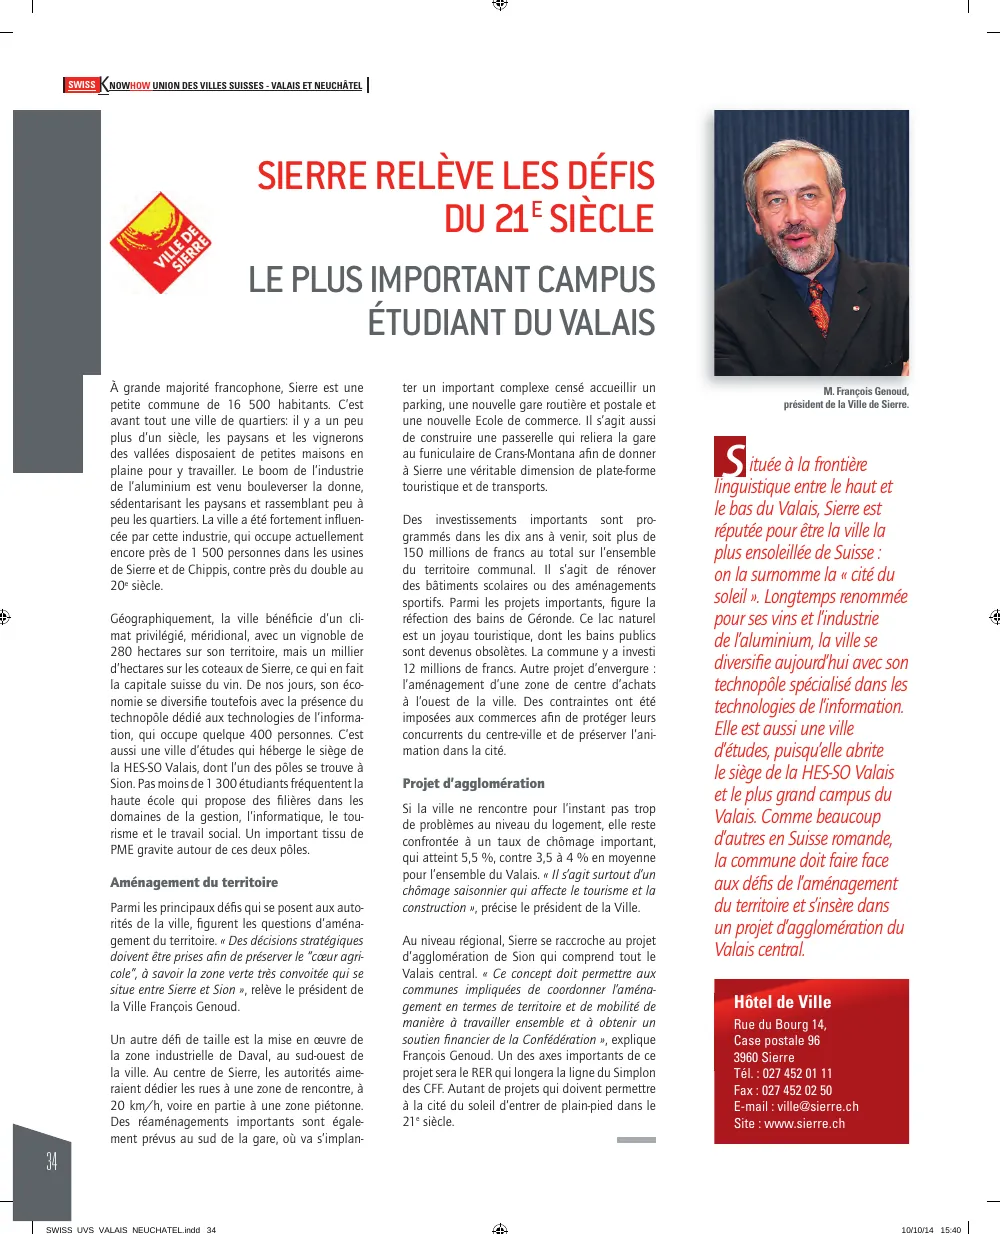 SWISS KNOWHOW UNION DES VILLES SUISSES - VALAIS ET NEUCHÂTEL
SIERRE RELÈVE LES DÉFIS
DU 21E SIÈCLE
VILLE DE
SIERRE
LE PLUS IMPORTANT CAMPUS
ÉTUDIANT DU VALAIS
À grande majorité francophone, Sierre est une
petite commune de 16 500 habitants. C'est
avant tout une ville de quartiers: il y a un peu
plus d'un siècle, les paysans et les vignerons
des vallées disposaient de petites maisons en
plaine pour y travailler. Le boom de l'industrie
de l'aluminium est venu bouleverser la donne,
sédentarisant les paysans et rassemblant peu à
peu les quartiers. La ville a été fortement influen-
cée par cette industrie, qui occupe actuellement
encore près de 1 500 personnes dans les usines
de Sierre et de Chippis, contre près du double au
20e siècle.
Géographiquement, la ville bénéficie d'un cli-
mat privilégié, méridional, avec un vignoble de
280 hectares sur son territoire, mais un millier
d'hectares sur les coteaux de Sierre, ce qui en fait
la capitale suisse du vin. De nos jours, son éco-
nomie se diversifie toutefois avec la présence du
technopôle dédié aux technologies de l'informa-
tion, qui occupe quelque 400 personnes. C'est
aussi une ville d'études qui héberge le siège de
la HES-SO Valais, dont l'un des pôles se trouve à
Sion. Pas moins de 1 300 étudiants fréquentent la
haute école qui propose des filières dans les
domaines de la gestion, l'informatique, le tou-
risme et le travail social. Un important tissu de
PME gravite autour de ces deux pôles.
Aménagement du territoire
Parmi les principaux défis qui se posent aux auto-
rités de la ville, figurent les questions d'aména-
gement du territoire. « Des décisions stratégiques
doivent être prises afin de préserver le "cœur agri-
cole", à savoir la zone verte très convoitée qui se
situe entre Sierre et Sion », relève le président de
la Ville François Genoud.
Un autre défi de taille est la mise en œuvre de
la zone industrielle de Daval, au sud-ouest de
la ville. Au centre de Sierre, les autorités aime-
raient dédier les rues à une zone de rencontre, à
20 km/h, voire en partie à une zone piétonne.
Des réaménagements importants sont égale-
ment prévus au sud de la gare, où va s'implan-
ter un important complexe censé accueillir un
parking, une nouvelle gare routière et postale et
une nouvelle Ecole de commerce. Il s'agit aussi
de construire une passerelle qui reliera la gare
au funiculaire de Crans-Montana afin de donner
à Sierre une véritable dimension de plate-forme
touristique et de transports.
Des investissements importants sont pro-
grammés dans les dix ans à venir, soit plus de
150 millions de francs au total sur l'ensemble
du territoire communal. Il s'agit de rénover
des bâtiments scolaires ou des aménagements
sportifs. Parmi les projets importants, figure la
réfection des bains de Géronde. Ce lac naturel
est un joyau touristique, dont les bains publics
sont devenus obsolètes. La commune y a investi
12 millions de francs. Autre projet d'envergure :
l'aménagement d'une zone de centre d'achats
à l'ouest de la ville. Des contraintes ont été
imposées aux commerces afin de protéger leurs
concurrents du centre-ville et de préserver l'ani-
mation dans la cité.
Projet d'agglomération
Si la ville ne rencontre pour l'instant pas trop
de problèmes au niveau du logement, elle reste
confrontée à un taux de chômage important,
qui atteint 5,5 %, contre 3,5 à 4 % en moyenne
pour l'ensemble du Valais. « Il s'agit surtout d'un
chômage saisonnier qui affecte le tourisme et la
construction », précise le président de la Ville.
Au niveau régional, Sierre se raccroche au projet
d'agglomération de Sion qui comprend tout le
Valais central. « Ce concept doit permettre aux
communes impliquées de coordonner l'aména-
gement en termes de territoire et de mobilité de
manière à travailler ensemble et à obtenir un
soutien financier de la Confédération », explique
François Genoud. Un des axes importants de ce
projet sera le RER qui longera la ligne du Simplon
des CFF. Autant de projets qui doivent permettre
à la cité du soleil d'entrer de plain-pied dans le
21e siècle.
M. François Genoud,
président de la Ville de Sierre.
Située à la frontière
linguistique entre le haut et
le bas du Valais, Sierre est
réputée pour être la ville la
plus ensoleillée de Suisse :
on la surnomme la « cité du
soleil ». Longtemps renommée
pour ses vins et l'industrie
de l'aluminium, la ville se
diversifie aujourd'hui avec son
technopôle spécialisé dans les
technologies de l'information.
Elle est aussi une ville
d'études, puisqu'elle abrite
le siège de la HES-SO Valais
et le plus grand campus du
Valais. Comme beaucoup
d'autres en Suisse romande,
la commune doit faire face
aux défis de l'aménagement
du territoire et s'insère dans
un projet d'agglomération du
Valais central.
Hôtel de Ville
Rue du Bourg 14,
Case postale 96
3960 Sierre
Tél. : 027 452 01 11
Fax : 027 452 02 50
E-mail : ville@sierre.ch
Site : www.sierre.ch
34
SWISS_UVS_VALAIS_NEUCHATEL.indd 34
10/10/14 15:40